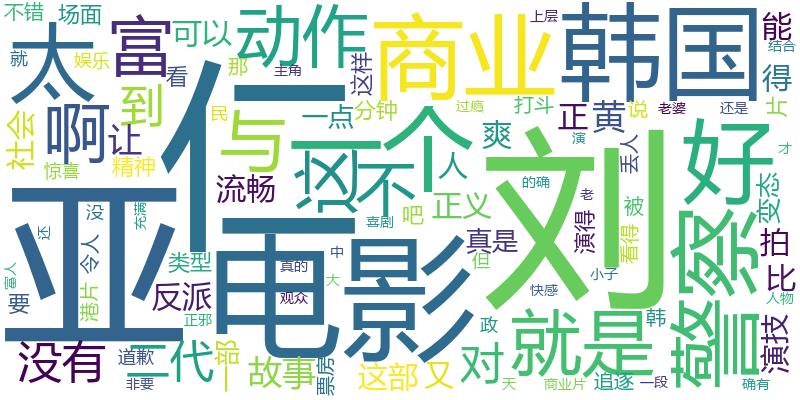 不错
场面
上层
太
富
可以
动作
商业
韩国
能
就
娱乐
看
那
主角
结合
这样
得
到
仁
啊
让
与
一点
分钟
打斗
正
黄
说
老婆
还是
片
社会
惊喜
民
精神
这
一个
过瘾
爽
丢人
演
才
好
亚
流畅
不
人
的确
变态
刘
没
充满
吧
正义
老
演得
看得
被
警察
还
令人
电影
喜剧
真是
拍
富人
要
港片
类型
真的
中
但
小子
比
反派
观众
大
快感
人物
正邪
政
韩
没有
道歉
二代
一部
故事
票房
这部
又
对
就是
演技
非要
天
商业片
追逐
一段
确有